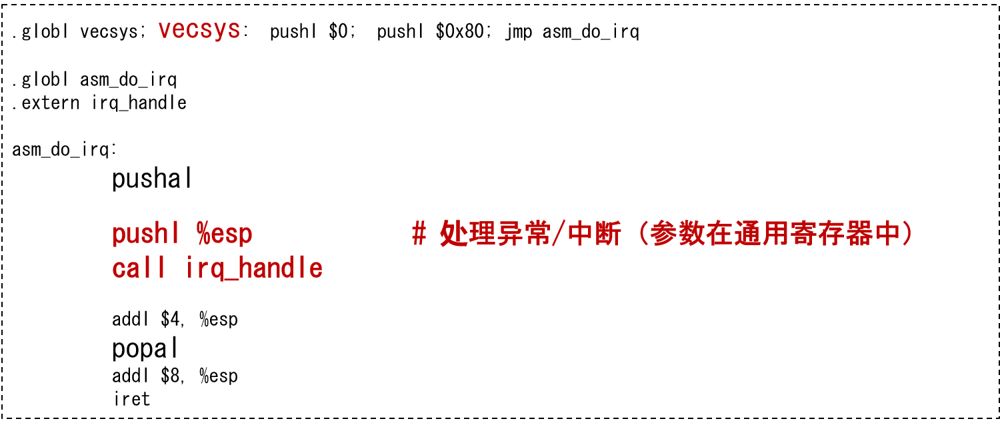 .globl vecsys; vecsys: pushl $0; pushl $0x80; jmp asm_do_irq
.globl asm_do_irq
.extern irq_handle
asm_do_irq:
pushal
pushl %esp # 处理异常/中断（参数在通用寄存器中）
call irq_handle
addl $4, %esp
popal
addl $8, %esp
iret